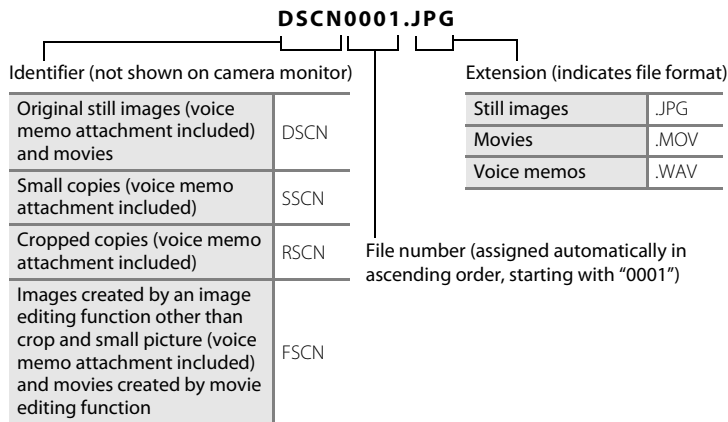 DSCN0001.JPG
Identifier (not shown on camera monitor)
Original still images (voice
memo attachment included)
and movies
DSCN
Small copies (voice memo
attachment included)
SSCN
Cropped copies (voice memo
attachment included)
RSCN
Images created by an image
editing function other than
crop and small picture (voice
memo attachment included)
and movies created by movie
editing function
FSCN
Extension (indicates file format)
Still images .JPG
Movies .MOV
Voice memos .WAV
File number (assigned automatically in
ascending order, starting with “0001”)